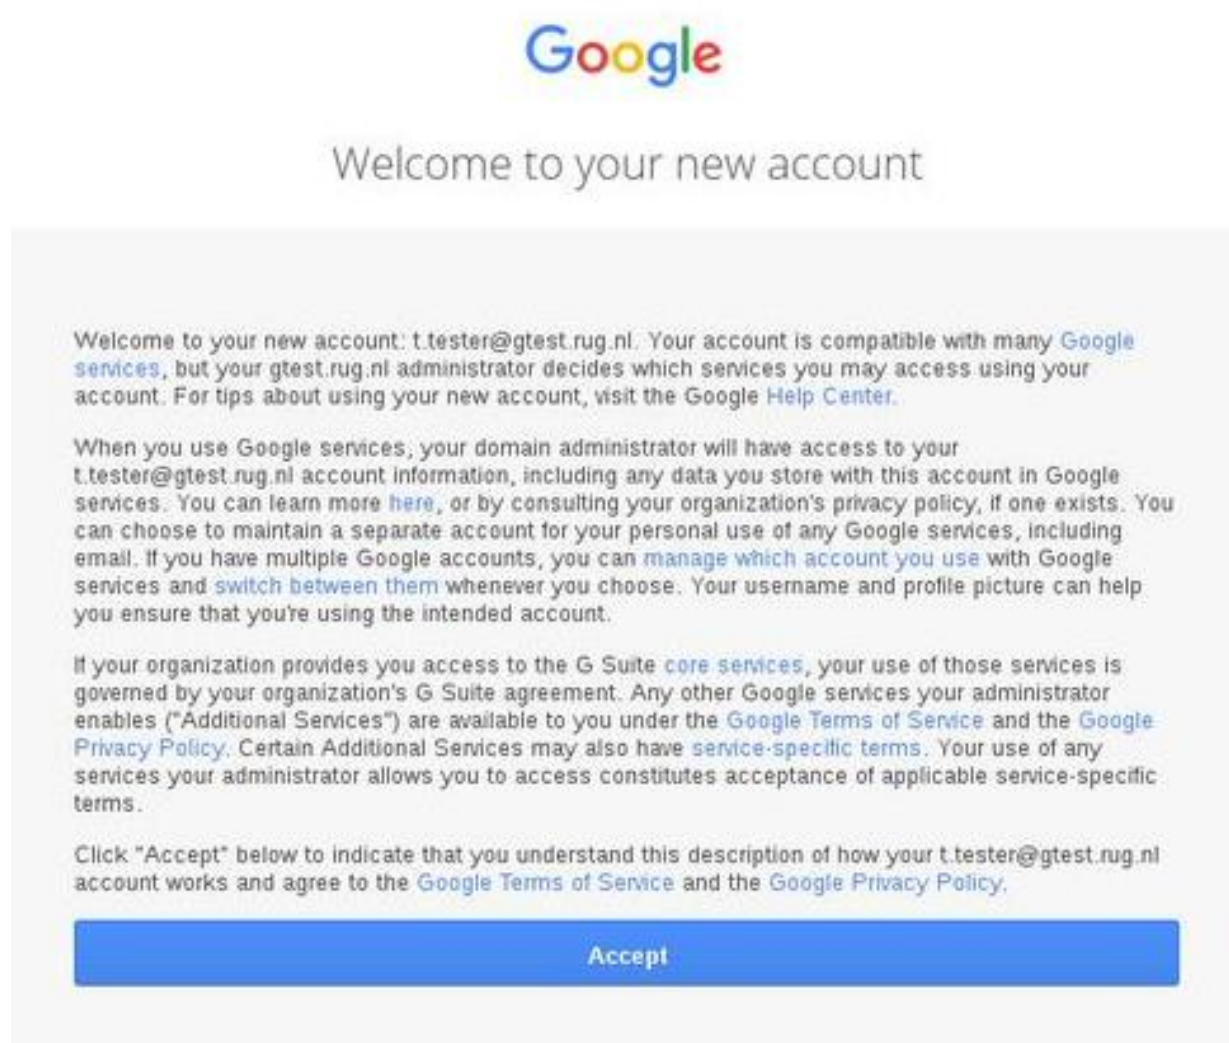 Google
Welcome to your new account
Welcome to your new account: t.tester@gtest.rug.nl. Your account is compatible with many Google
services, but your gtest.rug.nl administrator decides which services you may access using your
account. For tips about using your new account, visit the Google Help Center.
When you use Google services, your domain administrator will have access to your
t.tester@gtest.rug.nl account information, including any data you store with this account in Google
services. You can learn more here, or by consulting your organization's privacy policy, if one exists. You
can choose to maintain a separate account for your personal use of any Google services, including
email. If you have multiple Google accounts, you can manage which account you use with Google
services and switch between them whenever you choose. Your username and profile picture can help
you ensure that you're using the intended account.
If your organization provides you access to the G Suite core services, your use of those services is
governed by your organization's G Suite agreement. Any other Google services your administrator
enables ("Additional Services") are available to you under the Google Terms of Service and the Google
Privacy Policy. Certain Additional Services may also have service-specific terms. Your use of any
services your administrator allows you to access constitutes acceptance of applicable service-specific
terms.
Click "Accept" below to indicate that you understand this description of how your t.tester@gtest.rug.nl
account works and agree to the Google Terms of Service and the Google Privacy Policy.
Accept